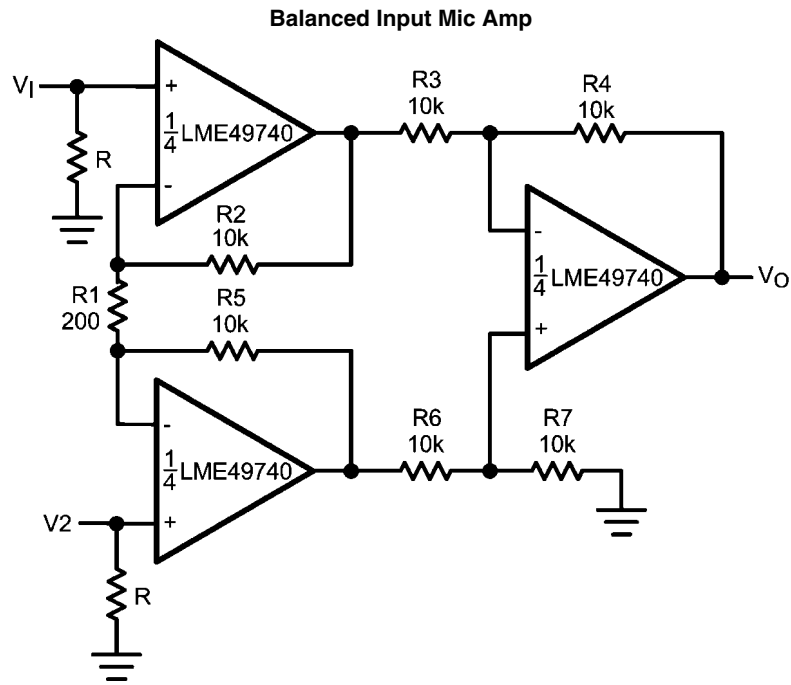 Balanced Input Mic Amp
VI
+
1/4 LME49740
-
R
R3
10k
R4
10k
R2
10k
R1
200
R5
10k
-
1/4 LME49740
+
VO
-
1/4 LME49740
+
R6
10k
R7
10k
V2
R